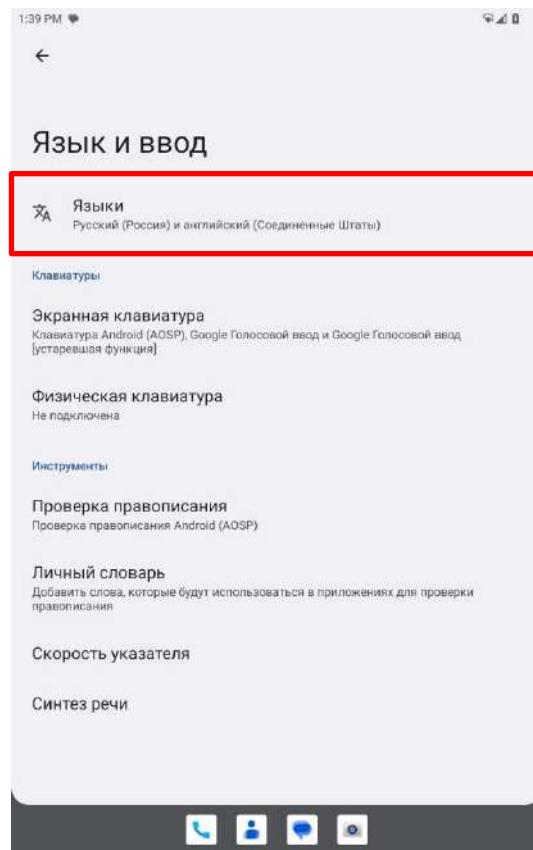 1:39 PM
Язык и ввод
Языки
Русский (Россия) и английский (Соединенные Штаты)
Клавиатуры
Экранная клавиатура
Клавиатура Android (AOSP), Google Голосовой ввод и Google Голосовой ввод
[устаревшая функция]
Физическая клавиатура
Не подключена
Инструменты
Проверка правописания
Проверка правописания Android (AOSP)
Личный словарь
Добавить слова, которые будут использоваться в приложениях для проверки
правописания
Скорость указателя
Синтез речи